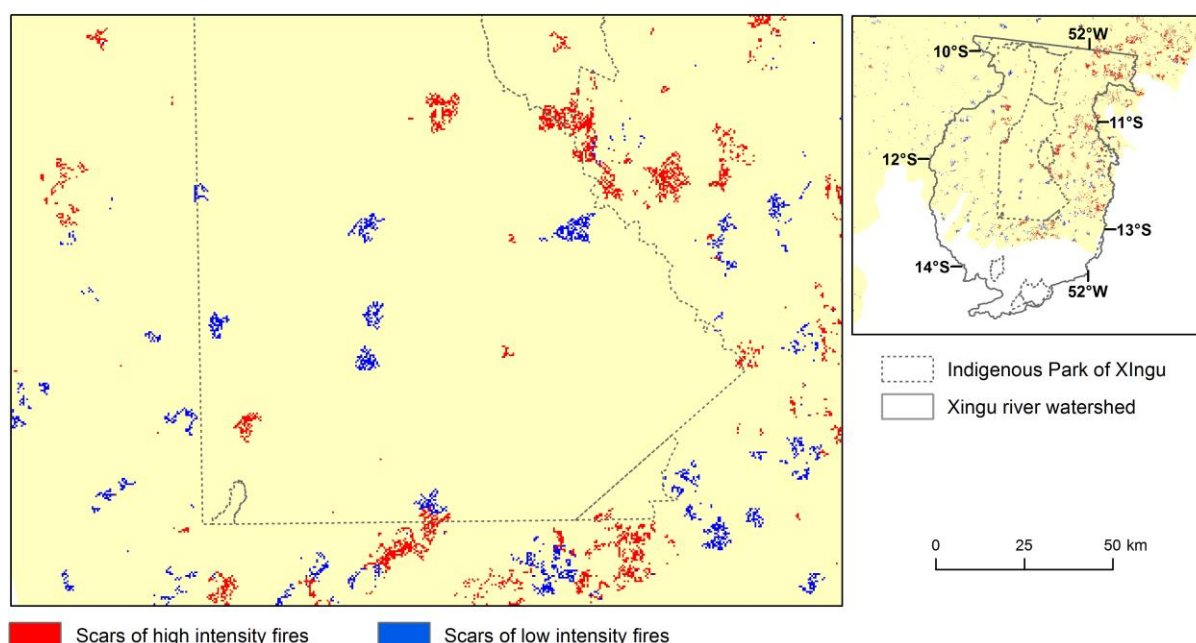 52°W
10°S
11°S
12°S
13°S
14°S
52°W
Indigenous Park of XIngu
Xingu river watershed
0 25 50 km
Scars of high intensity fires
Scars of low intensity fires